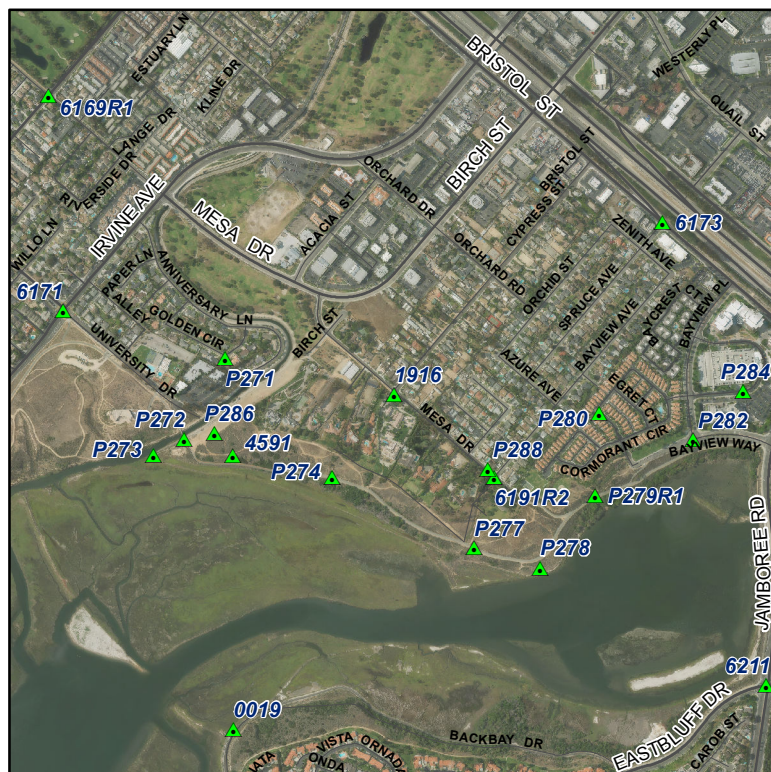 ESTUARY LN
BRISTOL ST
WESTERLY PL
KLINE DR
6169R1
QUAIL ST
LANGE DR
RIVERSIDE DR
BIRCH ST
BRISTOL ST
ORCHARD DR
IRVINE AVE
MESA DR
ACACIA ST
CYPRESS ST
WILLO LN
6173
ZENITH AVE
ORCHARD RD
ORCHID ST
PAPER LN
ANNIVERSARY LN
SPRUCE AVE
BAYCREST CT
BAYVIEW PL
6171
ALLEY
GOLDEN CIR
BIRCH ST
BAYVIEW AVE
UNIVERSITY DR
P271
AZURE AVE
1916
EGRET CT
P284
MESA DR
P280
P272
P286
P282
P273
4591
P288
CORMORANT CIR
BAYVIEW WAY
P274
6191R2
P279R1
P277
P278
JAMBOREE RD
6211
0019
BACKBAY DR
EASTBLUFF DR
CAROB ST
VISTA ORNADA
ONDA